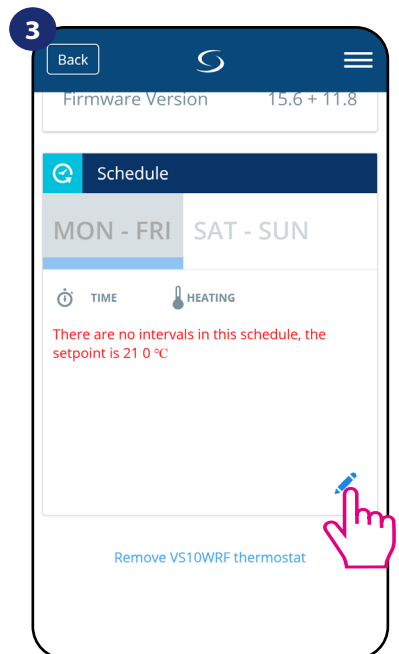 3
Back
Firmware Version 15.6 + 11.8
Schedule
MON - FRI SAT - SUN
TIME HEATING
There are no intervals in this schedule, the
setpoint is 21 0 °C
Remove VS10WRF thermostat